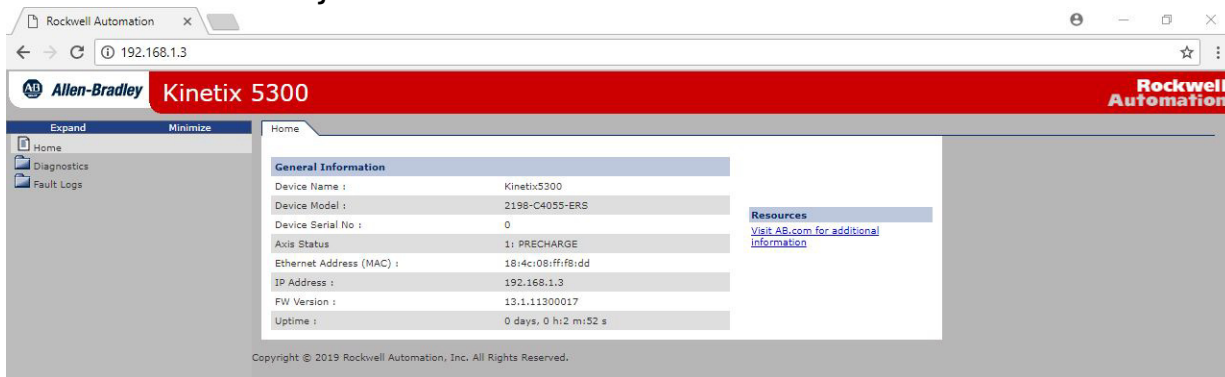 Rockwell Automation
192.168.1.3
AB Allen-Bradley Kinetix 5300 Rockwell Automation
Expand Minimize
Home
Diagnostics
Fault Logs
Home
General Information
Device Name : Kinetix5300
Device Model : 2198-C4055-ERS
Device Serial No : 0
Axis Status 1: PRECHARGE
Ethernet Address (MAC) : 18:4c:08:ff:f8:dd
IP Address : 192.168.1.3
FW Version : 13.1.11300017
Uptime : 0 days, 0 h:2 m:52 s
Resources
Visit AB.com for additional
information
Copyright © 2019 Rockwell Automation, Inc. All Rights Reserved.